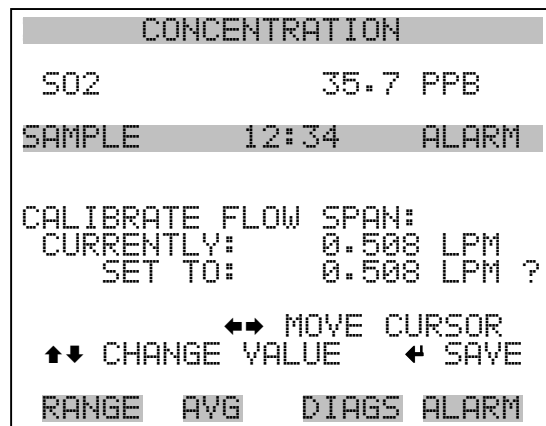 CONCENTRATION
SO2 35.7 PPB
SAMPLE 12:34 ALARM
CALIBRATE FLOW SPAN:
CURRENTLY: 0.508 LPM
SET TO: 0.508 LPM ?
⬅➡ MOVE CURSOR
⬆⬇ CHANGE VALUE ↵ SAVE
RANGE AVG DIAGS ALARM